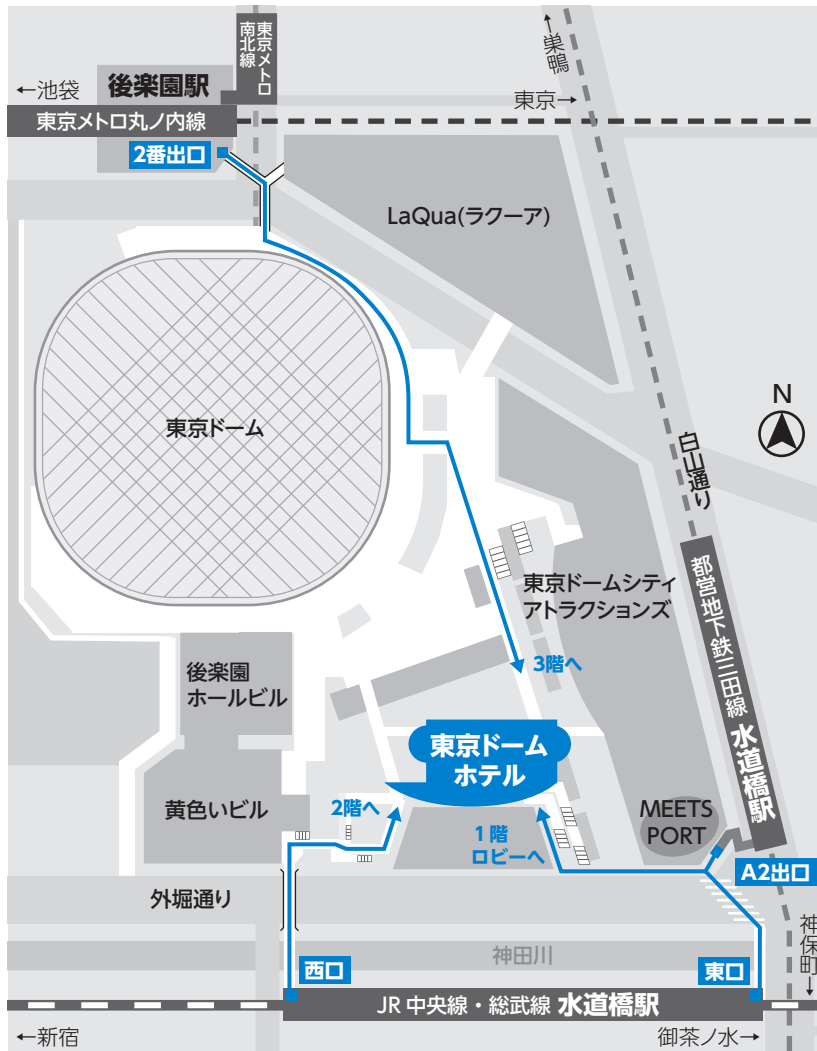 東京メトロ
南北線
↑巣鴨
←池袋
後楽園駅
東京→
東京メトロ丸ノ内線
2番出口
LaQua(ラクーア)
N
東京ドーム
白山通り
都営地下鉄三田線 水道橋駅
東京ドームシティ
アトラクションズ
3階へ
後楽園
ホールビル
東京ドーム
ホテル
黄色いビル
2階へ
1階
ロビーへ
MEETS
PORT
A2出口
外堀通り
神保町→
神田川
西口
東口
JR 中央線・総武線 水道橋駅
←新宿
御茶ノ水→